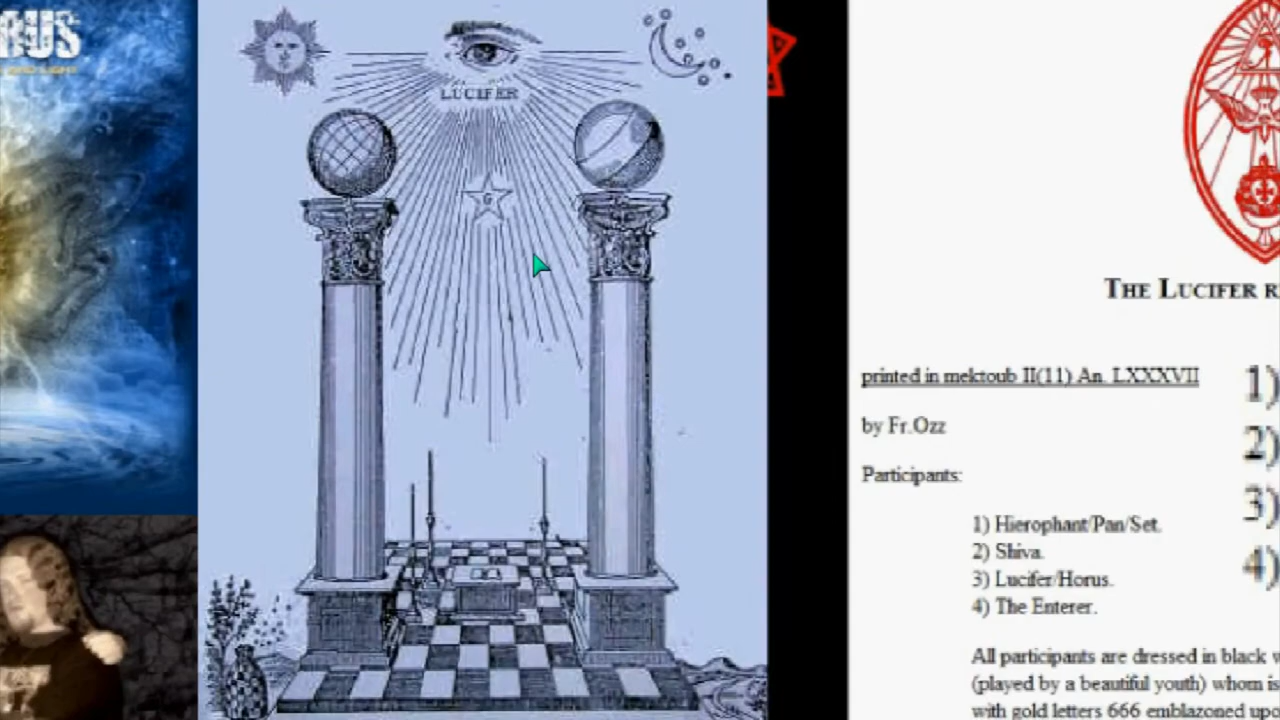 RUS
AND LIGHT
LUCIFER
G
THE LUCIFER R
printed in mektoub II(11) An. LXXXVII
by Fr.Ozz
Participants:
1) Hierophant/Pan/Set.
2) Shiva.
3) Lucifer/Horus.
4) The Enterer.
1)
2)
3)
4)
All participants are dressed in black w
(played by a beautiful youth) whom is
with gold letters 666 emblazoned upo